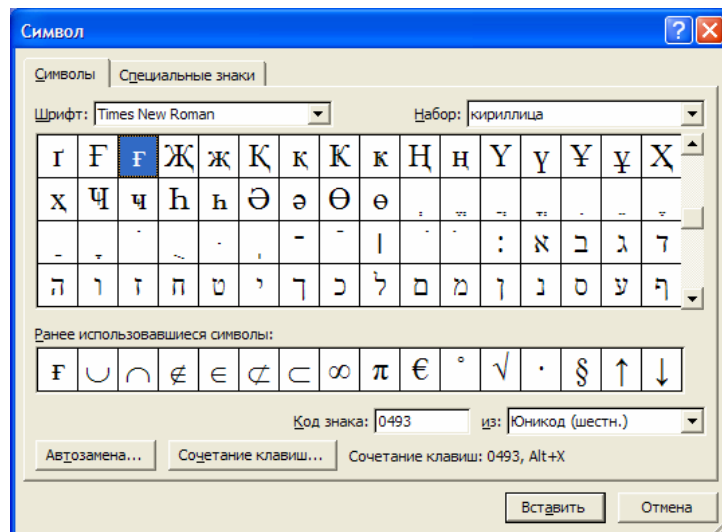 Символ
Символы Специальные знаки
Шрифт: Times New Roman Набор: кириллица
ґ Ғ ғ Җ җ Қ қ Ҝ ҝ Ң ң Ү ү Ұ ұ Ҳ
ҳ Ҹ ҹ Һ һ Ә ә Ө ө
: א ב ג ד
ה ו ז ח ט י ך כ ל ם מ ן נ ס ע ף
Ранее использовавшиеся символы:
ғ ∪ ∩ ∉ ∈ ⊄ ⊂ ∞ π € ° √ · § ↑ ↓
Код знака: 0493 из: Юникод (шестн.)
Автозамена... Сочетание клавиш... Сочетание клавиш: 0493, Alt+X
Вставить Отмена